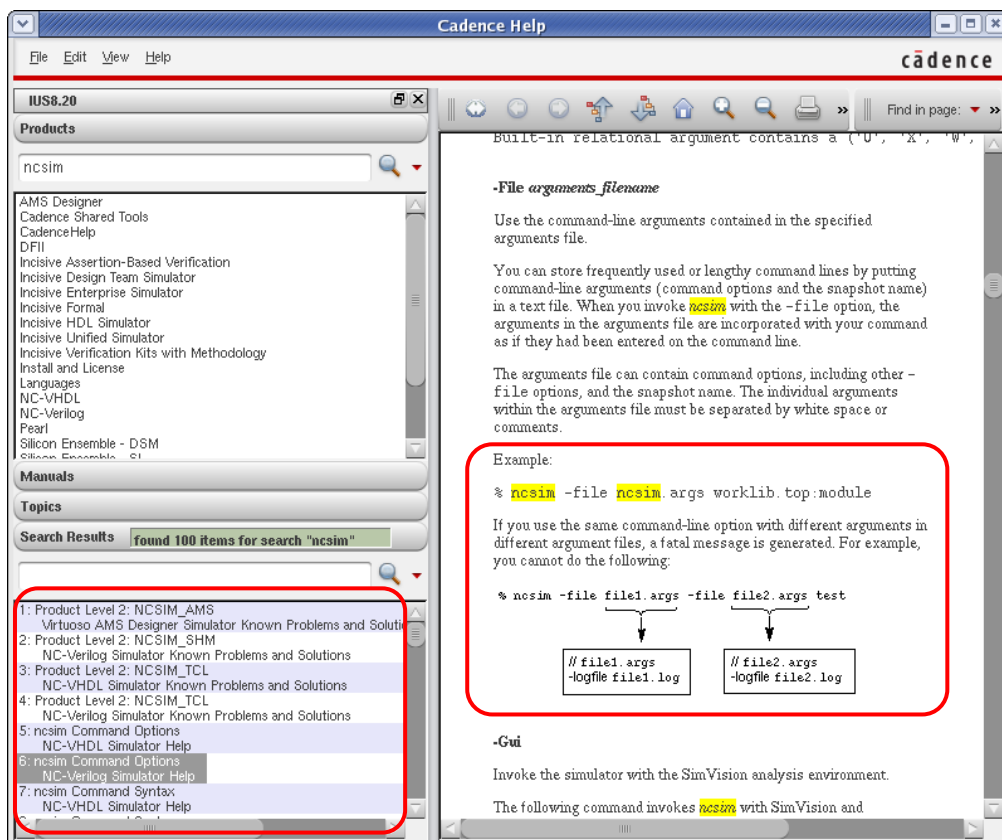 Cadence Help
File Edit View Help
cādence
IUS8.20
Products
ncsim
AMS Designer
Cadence Shared Tools
CadenceHelp
DFII
Incisive Assertion-Based Verification
Incisive Design Team Simulator
Incisive Enterprise Simulator
Incisive Formal
Incisive HDL Simulator
Incisive Unified Simulator
Incisive Verification Kits with Methodology
Install and License
Languages
NC-VHDL
NC-Verilog
Pearl
Silicon Ensemble - DSM
Silicon Ensemble - SI
Manuals
Topics
Search Results found 100 items for search "ncsim"
1: Product Level 2: NCSIM_AMS
Virtuoso AMS Designer Simulator Known Problems and Soluti
2: Product Level 2: NCSIM_SHM
NC-Verilog Simulator Known Problems and Solutions
3: Product Level 2: NCSIM_TCL
NC-VHDL Simulator Known Problems and Solutions
4: Product Level 2: NCSIM_TCL
NC-Verilog Simulator Known Problems and Solutions
5: ncsim Command Options
NC-VHDL Simulator Help
6: ncsim Command Options
NC-Verilog Simulator Help
7: ncsim Command Syntax
NC-VHDL Simulator Help
» Find in page: »
Built-in relational argument contains a ('U', 'X', 'W',
-File arguments_filename
Use the command-line arguments contained in the specified
arguments file.
You can store frequently used or lengthy command lines by putting
command-line arguments (command options and the snapshot name)
in a text file. When you invoke ncsim with the -file option, the
arguments in the arguments file are incorporated with your command
as if they had been entered on the command line.
The arguments file can contain command options, including other -
file options, and the snapshot name. The individual arguments
within the arguments file must be separated by white space or
comments.
Example:
% ncsim -file ncsim.args worklib.top:module
If you use the same command-line option with different arguments in
different argument files, a fatal message is generated. For example,
you cannot do the following:
% ncsim -file file1.args -file file2.args test
// file1.args
-logfile file1.log
// file2.args
-logfile file2.log
-Gui
Invoke the simulator with the SimVision analysis environment.
The following command invokes ncsim with SimVision and